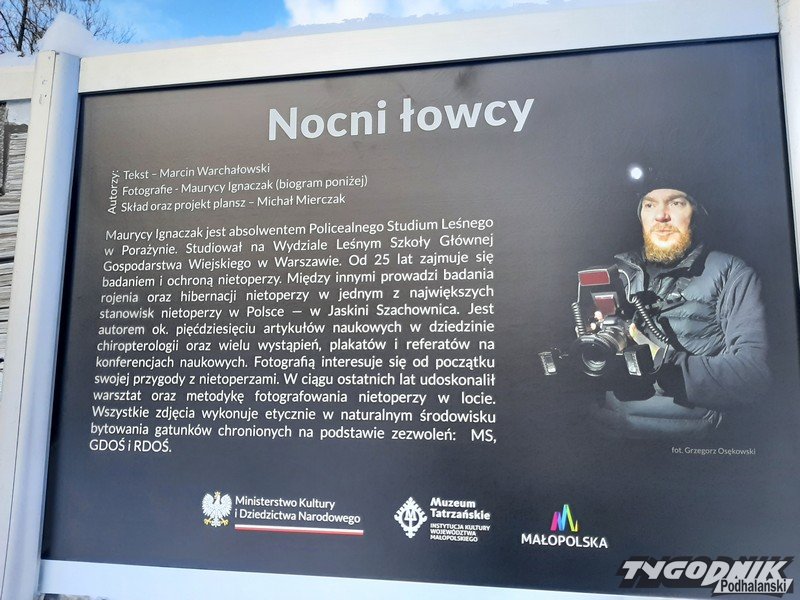 Nocni łowcy
Autorzy:
Tekst – Marcin Warchałowski
Fotografie - Maurycy Ignaczak (biogram poniżej)
Skład oraz projekt plansz – Michał Mierczak
Maurycy Ignaczak jest absolwentem Policealnego Studium Leśnego
w Porażynie. Studiował na Wydziale Leśnym Szkoły Głównej
Gospodarstwa Wiejskiego w Warszawie. Od 25 lat zajmuje się
badaniem i ochroną nietoperzy. Między innymi prowadzi badania
rojenia oraz hibernacji nietoperzy w jednym z największych
stanowisk nietoperzy w Polsce — w Jaskini Szachownica. Jest
autorem ok. pięćdziesięciu artykułów naukowych w dziedzinie
chiropterologii oraz wielu wystąpień, plakatów i referatów na
konferencjach naukowych. Fotografią interesuje się od początku
swojej przygody z nietoperzami. W ciągu ostatnich lat udoskonalił
warsztat oraz metodykę fotografowania nietoperzy w locie.
Wszystkie zdjęcia wykonuje etycznie w naturalnym środowisku
bytowania gatunków chronionych na podstawie zezwoleń: MS,
GDOŚ i RDOŚ.
fot. Grzegorz Osękowski
Ministerstwo Kultury
i Dziedzictwa Narodowego
Muzeum
Tatrzańskie
INSTYTUCJA KULTURY
WOJEWÓDZTWA
MAŁOPOLSKIEGO
MAŁOPOLSKA
TYGODNIK
Podhalański